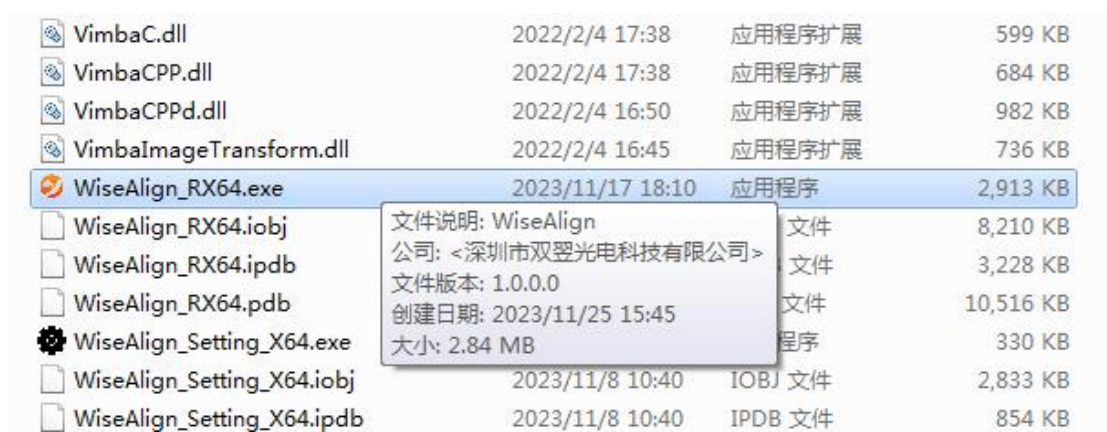 VimbaC.dll 2022/2/4 17:38 应用程序扩展 599 KB
VimbaCPP.dll 2022/2/4 17:38 应用程序扩展 684 KB
VimbaCPPd.dll 2022/2/4 16:50 应用程序扩展 982 KB
VimbaImageTransform.dll 2022/2/4 16:45 应用程序扩展 736 KB
WiseAlign_RX64.exe 2023/11/17 18:10 应用程序 2,913 KB
WiseAlign_RX64.iobj 文件 8,210 KB
WiseAlign_RX64.ipdb 文件 3,228 KB
WiseAlign_RX64.pdb 文件 10,516 KB
WiseAlign_Setting_X64.exe 程序 330 KB
WiseAlign_Setting_X64.iobj 2023/11/8 10:40 IOBJ 文件 2,833 KB
WiseAlign_Setting_X64.ipdb 2023/11/8 10:40 IPDB 文件 854 KB
文件说明: WiseAlign
公司: <深圳市双翌光电科技有限公司>
文件版本: 1.0.0.0
创建日期: 2023/11/25 15:45
大小: 2.84 MB